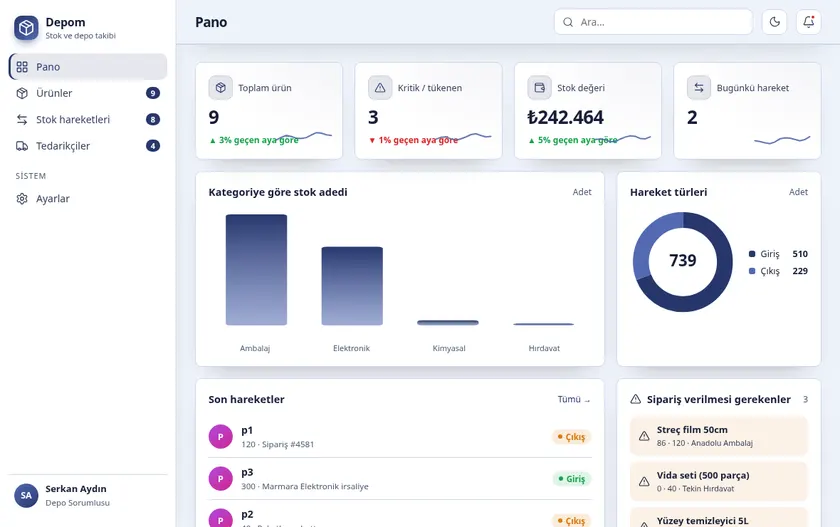 Depom
Stok ve depo takibi
Pano
Ürünler 9
Stok hareketleri 8
Tedarikçiler 4
SİSTEM
Ayarlar
SA
Serkan Aydın
Depo Sorumlusu
Pano
Ara...
Toplam ürün
9
▲ 3% geçen aya göre
Kritik / tükenen
3
▼ 1% geçen aya göre
Stok değeri
₺242.464
▲ 5% geçen aya göre
Bugünkü hareket
2
Kategoriye göre stok adedi
Adet
Ambalaj
Elektronik
Kimyasal
Hırdavat
Hareket türleri
Adet
739
Giriş 510
Çıkış 229
Son hareketler
Tümü →
P
p1
120 · Sipariş #4581
Çıkış
P
p3
300 · Marmara Elektronik irsaliye
Giriş
P
p2
Çıkış
Sipariş verilmesi gerekenler 3
Streç film 50cm
86 · 120 · Anadolu Ambalaj
Vida seti (500 parça)
0 · 40 · Tekin Hırdavat
Yüzey temizleyici 5L